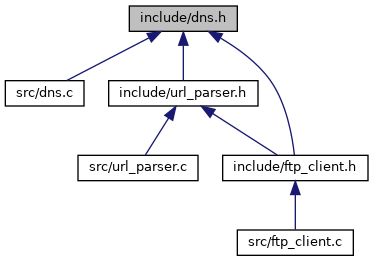 include/dns.h
src/dns.c
include/url_parser.h
src/url_parser.c
include/ftp_client.h
src/ftp_client.c